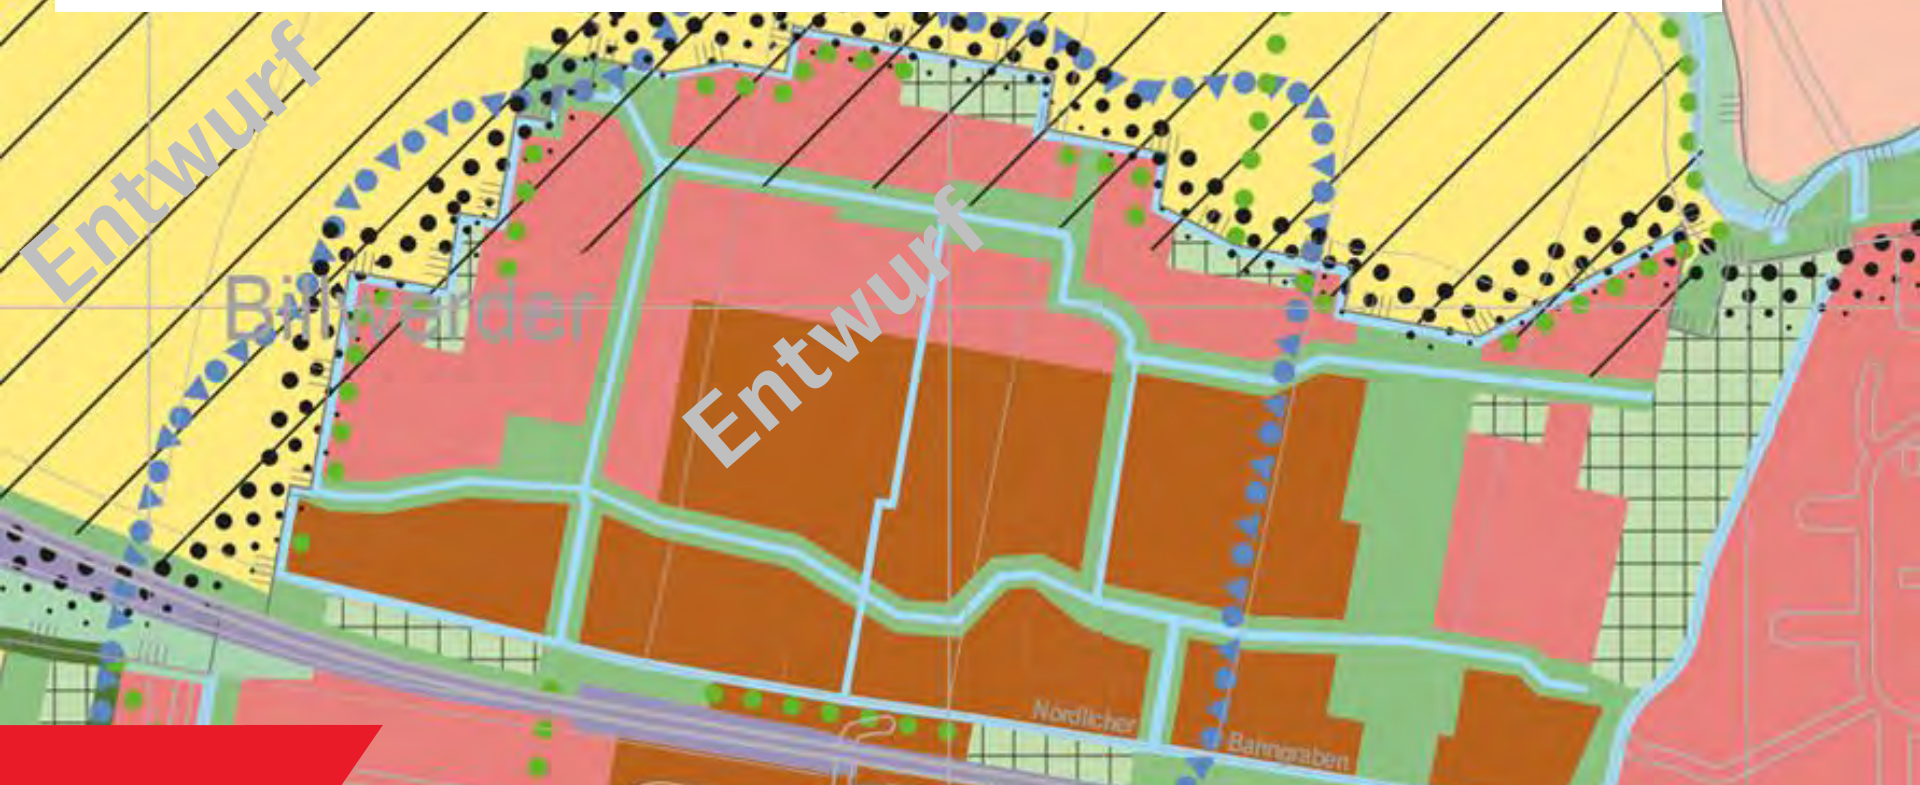 Entwurf
Billwerder
Entwurf
Nördlicher
Bahngraben